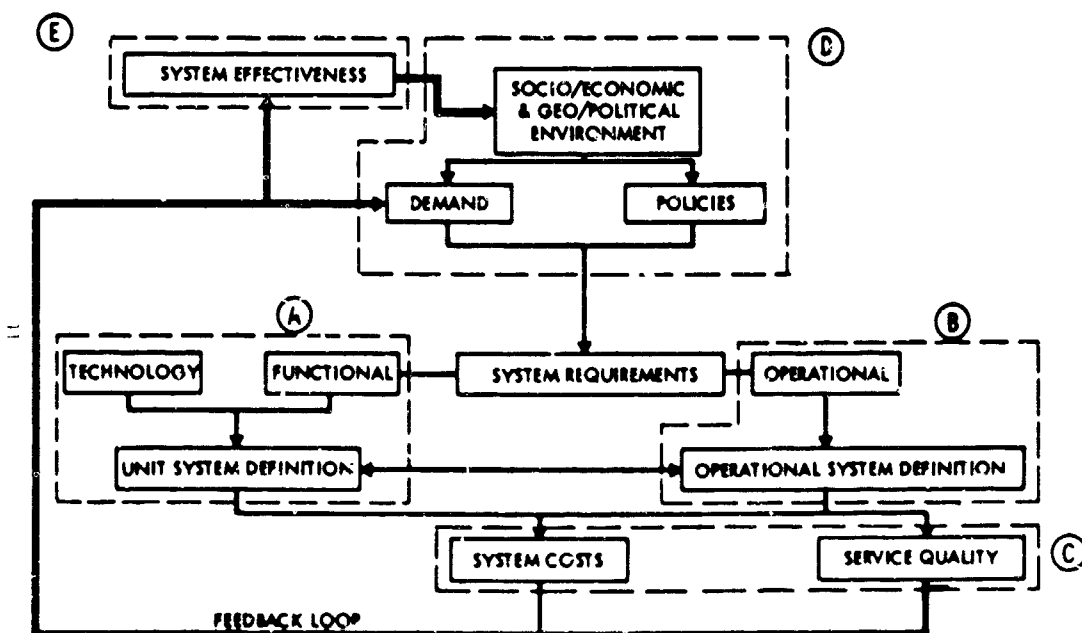 E
SYSTEM EFFECTIVENESS
D
SOCIO/ECONOMIC
& GEO/POLITICAL
ENVIRONMENT
DEMAND
POLICIES
A
B
TECHNOLOGY
FUNCTIONAL
SYSTEM REQUIREMENTS
OPERATIONAL
UNIT SYSTEM DEFINITION
OPERATIONAL SYSTEM DEFINITION
SYSTEM COSTS
SERVICE QUALITY
C
FEEDBACK LOOP